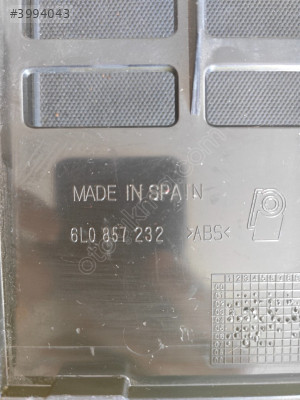 #3994043
MADE IN SPAIN
6L0 857 232 >ABS<